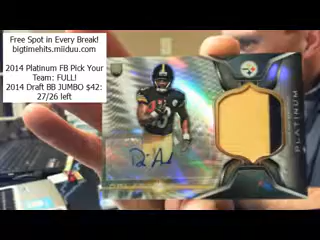 Free Spot in Every Break!
bigtimehits.miiduu.com
2014 Platinum FB Pick Your
Team: FULL!
2014 Draft BB JUMBO $42:
27/26 left
PLATINUM